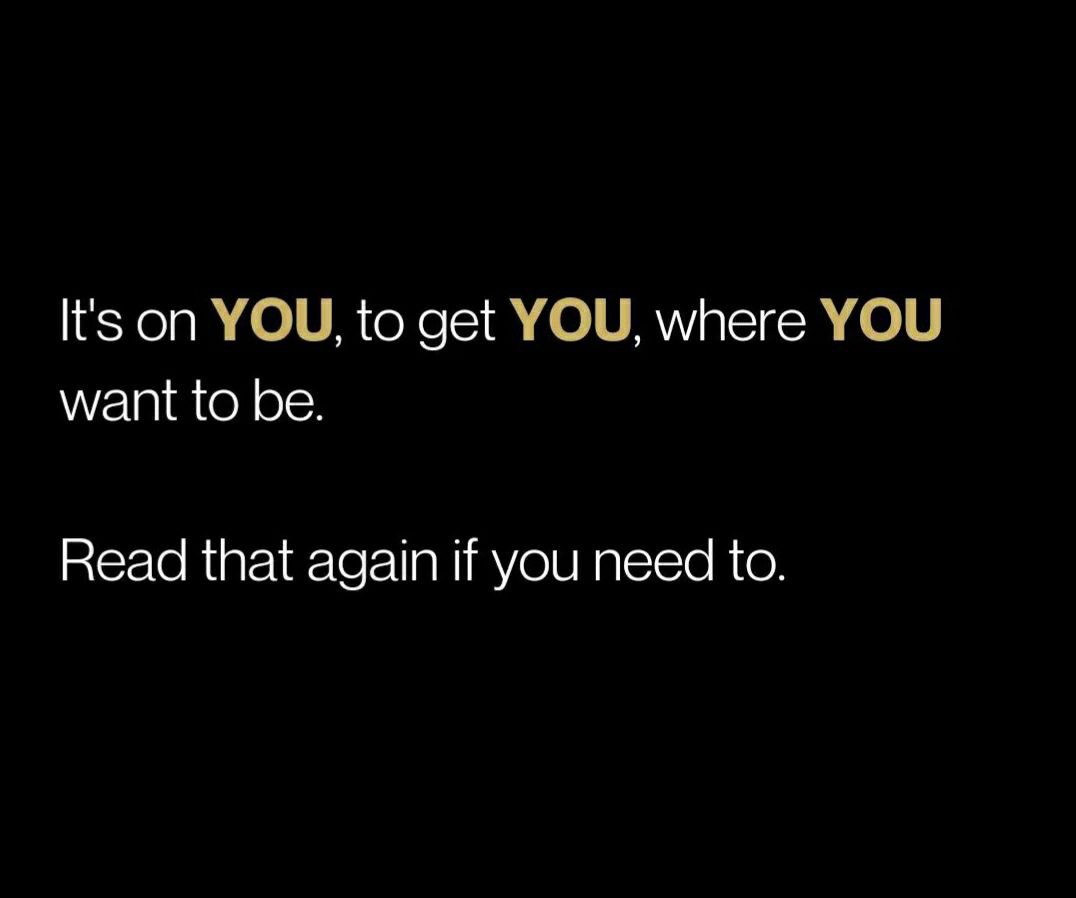 It's on YOU, to get YOU, where YOU
want to be.
Read that again if you need to.